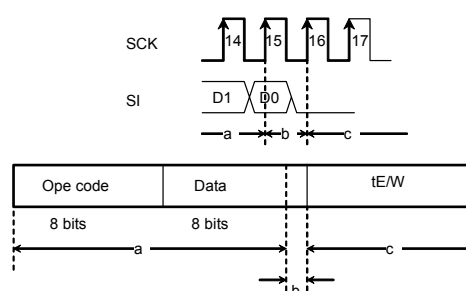 SCK 14 15 16 17
SI D1 D0
a b c
Ope code Data tE/W
8 bits 8 bits
a c
b